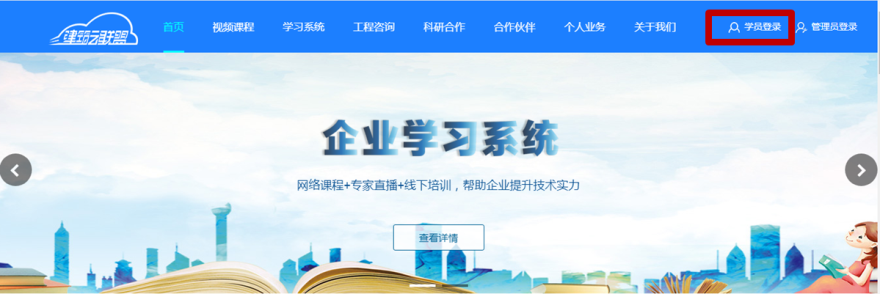 建筑云联盟
首页 视频课程 学习系统 工程咨询 科研合作 合作伙伴 个人业务 关于我们 学员登录 管理员登录
企业学习系统
网络课程+专家直播+线下培训，帮助企业提升技术实力
查看详情